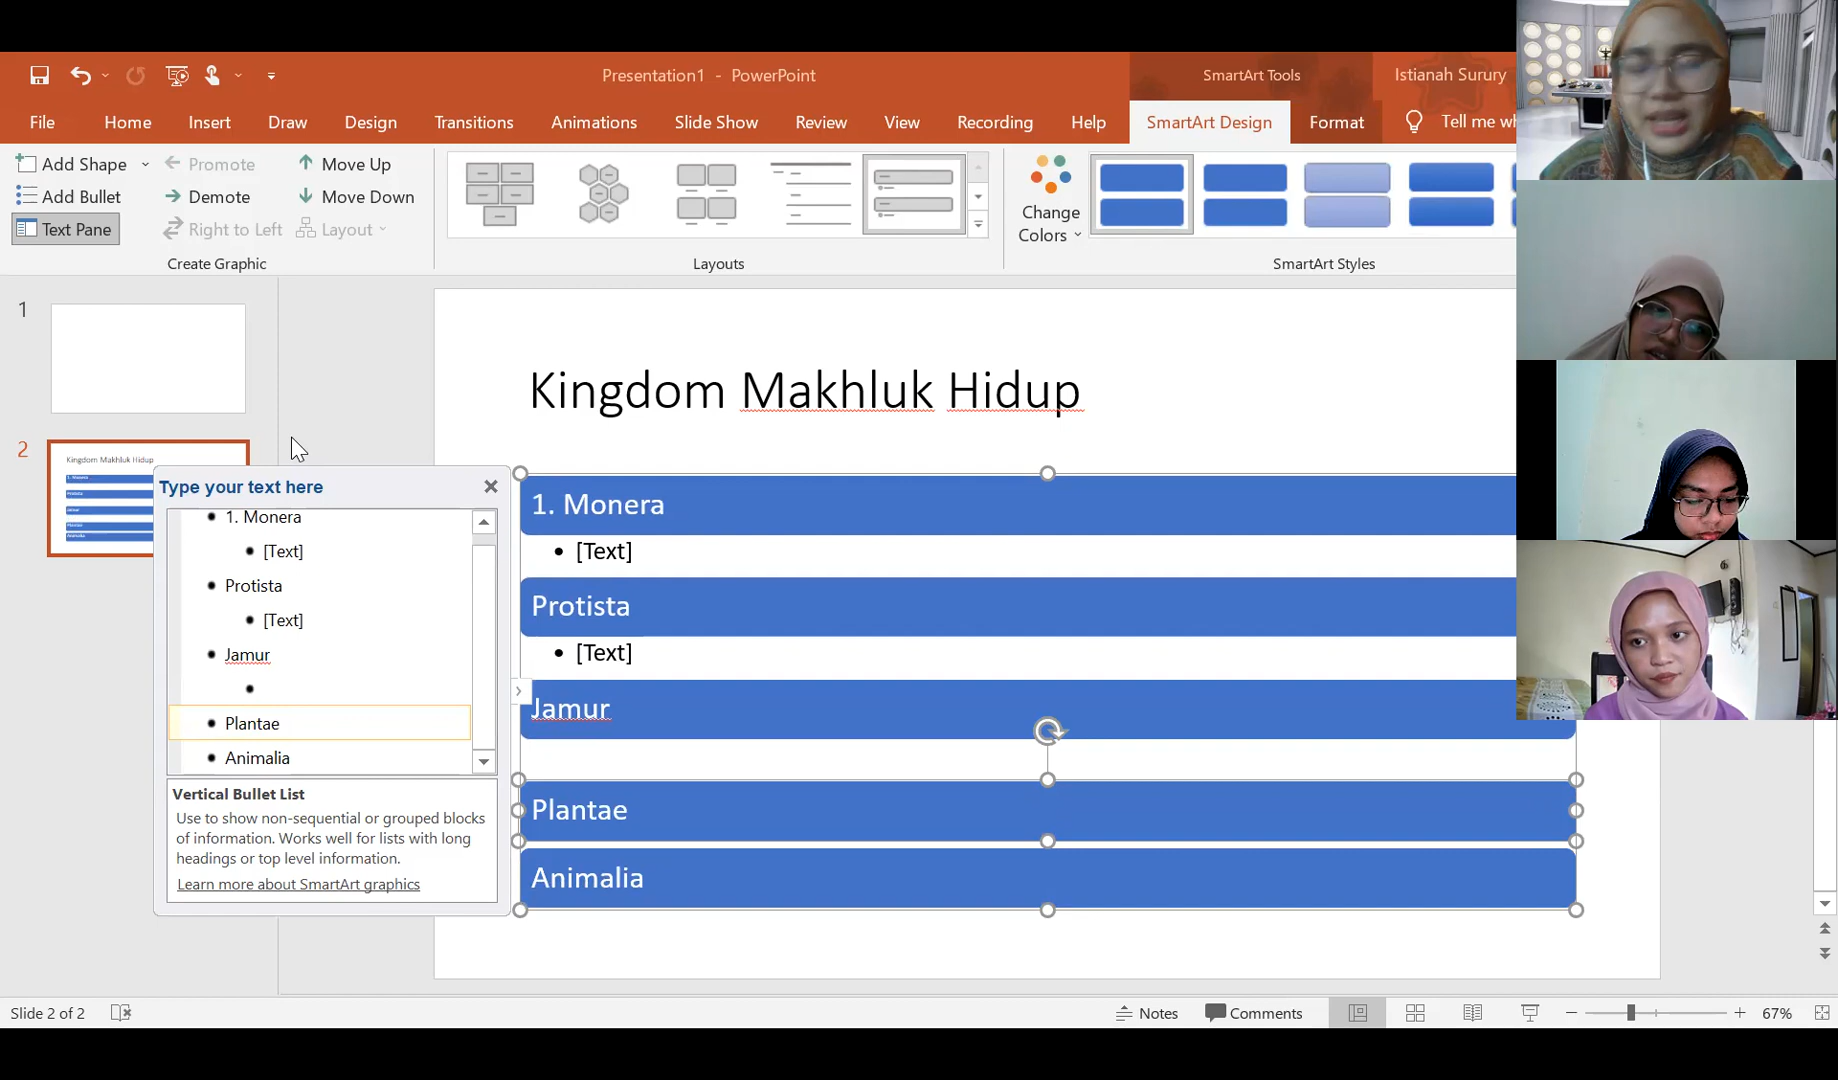 Presentation1 - PowerPoint
SmartArt Tools
Istianah Surury
File
Home
Insert
Draw
Design
Transitions
Animations
Slide Show
Review
View
Recording
Help
SmartArt Design
Format
Tell me wh
Add Shape
Promote
Move Up
Add Bullet
Demote
Move Down
Text Pane
Right to Left
Layout
Create Graphic
Layouts
Change
Colors
SmartArt Styles
1
2
Kingdom Makhluk Hidup
Type your text here
1. Monera
[Text]
Protista
[Text]
Jamur
Plantae
Animalia
Vertical Bullet List
Use to show non-sequential or grouped blocks
of information. Works well for lists with long
headings or top level information.
Learn more about SmartArt graphics
Kingdom Makhluk Hidup
1. Monera
[Text]
Protista
[Text]
Jamur
Plantae
Animalia
Slide 2 of 2
Notes
Comments
67%